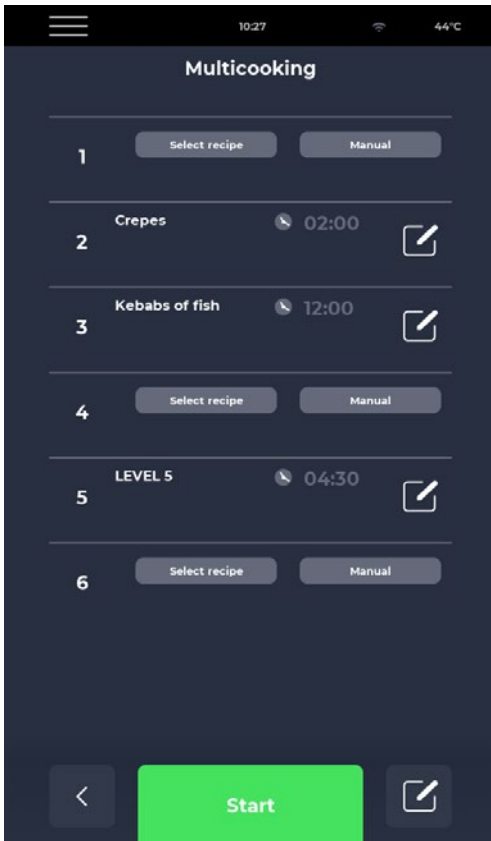 10:27 44°C
Multicooking
1 Select recipe Manual
2 Crepes 02:00
3 Kebabs of fish 12:00
4 Select recipe Manual
5 LEVEL 5 04:30
6 Select recipe Manual
Start